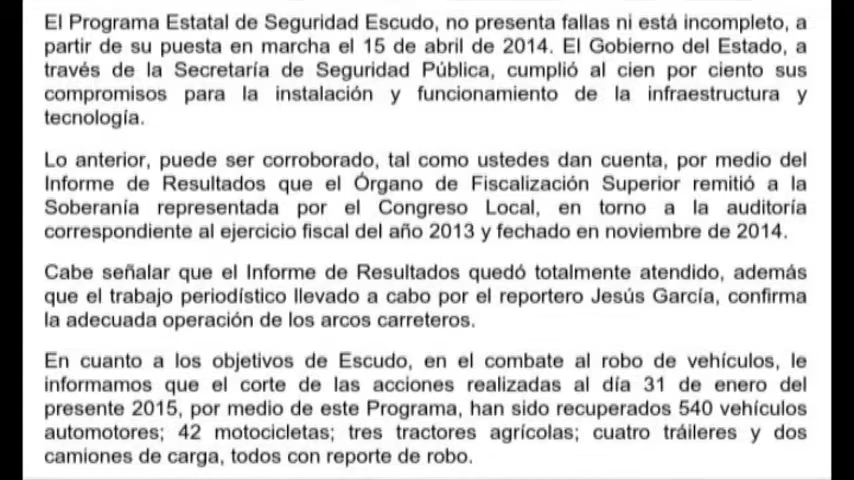 El Programa Estatal de Seguridad Escudo, no presenta fallas ni está incompleto, a
partir de su puesta en marcha el 15 de abril de 2014. El Gobierno del Estado, a
través de la Secretaría de Seguridad Pública, cumplió al cien por ciento sus
compromisos para la instalación y funcionamiento de la infraestructura y
tecnología.
Lo anterior, puede ser corroborado, tal como ustedes dan cuenta, por medio del
Informe de Resultados que el Órgano de Fiscalización Superior remitió a la
Soberanía representada por el Congreso Local, en torno a la auditoría
correspondiente al ejercicio fiscal del año 2013 y fechado en noviembre de 2014.
Cabe señalar que el Informe de Resultados quedó totalmente atendido, además
que el trabajo periodístico llevado a cabo por el reportero Jesús García, confirma
la adecuada operación de los arcos carreteros.
En cuanto a los objetivos de Escudo, en el combate al robo de vehículos, le
informamos que el corte de las acciones realizadas al día 31 de enero del
presente 2015, por medio de este Programa, han sido recuperados 540 vehículos
automotores; 42 motocicletas; tres tractores agrícolas; cuatro tráileres y dos
camiones de carga, todos con reporte de robo.